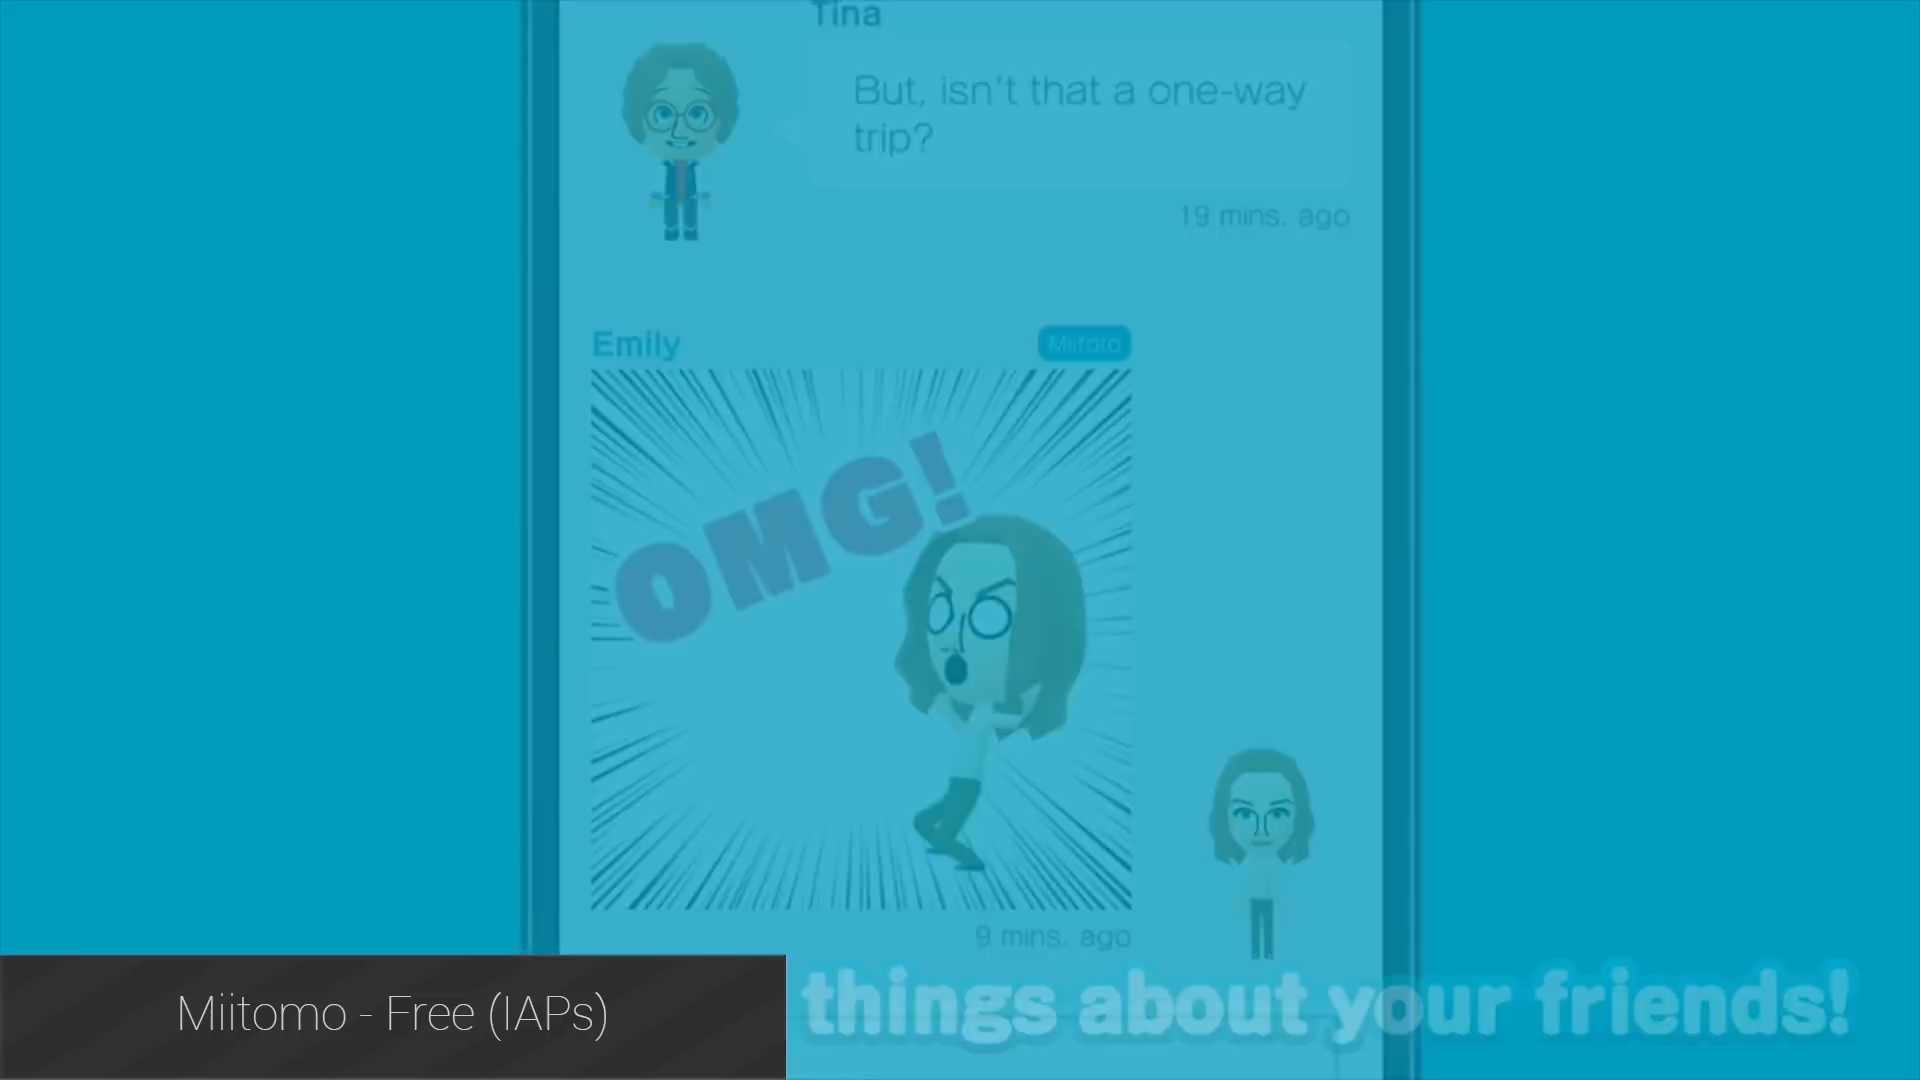 Tina
But, isn't that a one-way
trip?
19 mins. ago
Emily
Miifoto
OMG!
9 mins. ago
things about your friends!
Miitomo - Free (IAPs)